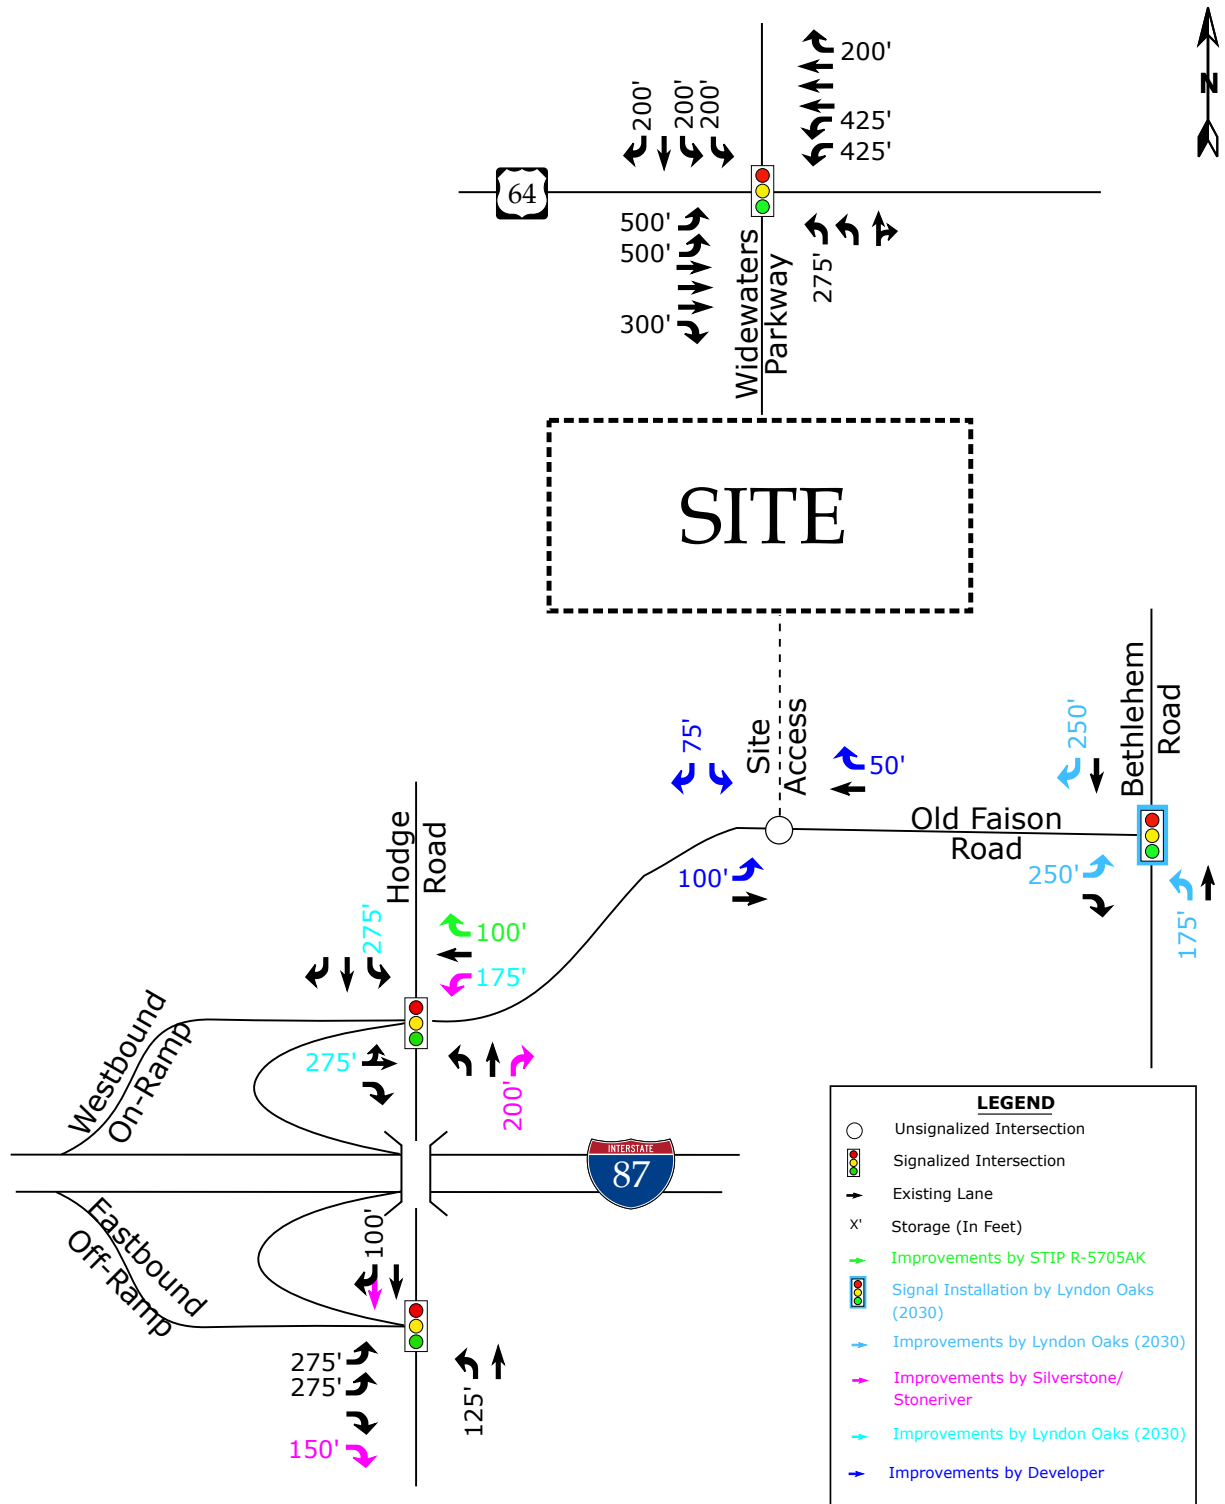 N
200'
200'
200'
200'
425'
425'
64
500'
500'
300'
275'
Widewaters
Parkway
SITE
Site
Access
75'
50'
100'
Old Faison
Road
Bethlehem
Road
250'
250'
175'
Hodge
Road
275'
100'
175'
275'
200'
Westbound
On-Ramp
INTERSTATE
87
Eastbound
Off-Ramp
100'
275'
275'
150'
125'
LEGEND
Unsignalized Intersection
Signalized Intersection
Existing Lane
X' Storage (In Feet)
Improvements by STIP R-5705AK
Signal Installation by Lyndon Oaks
(2030)
Improvements by Lyndon Oaks (2030)
Improvements by Silverstone/
Stoneriver
Improvements by Lyndon Oaks (2030)
Improvements by Developer